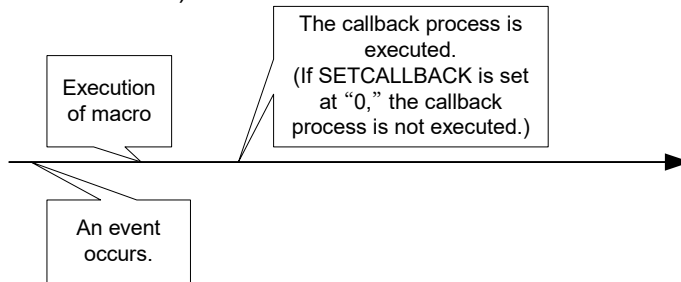 The callback process is
executed.
(If SETCALLBACK is set
at “0,” the callback
process is not executed.)
Execution
of macro
An event
occurs.